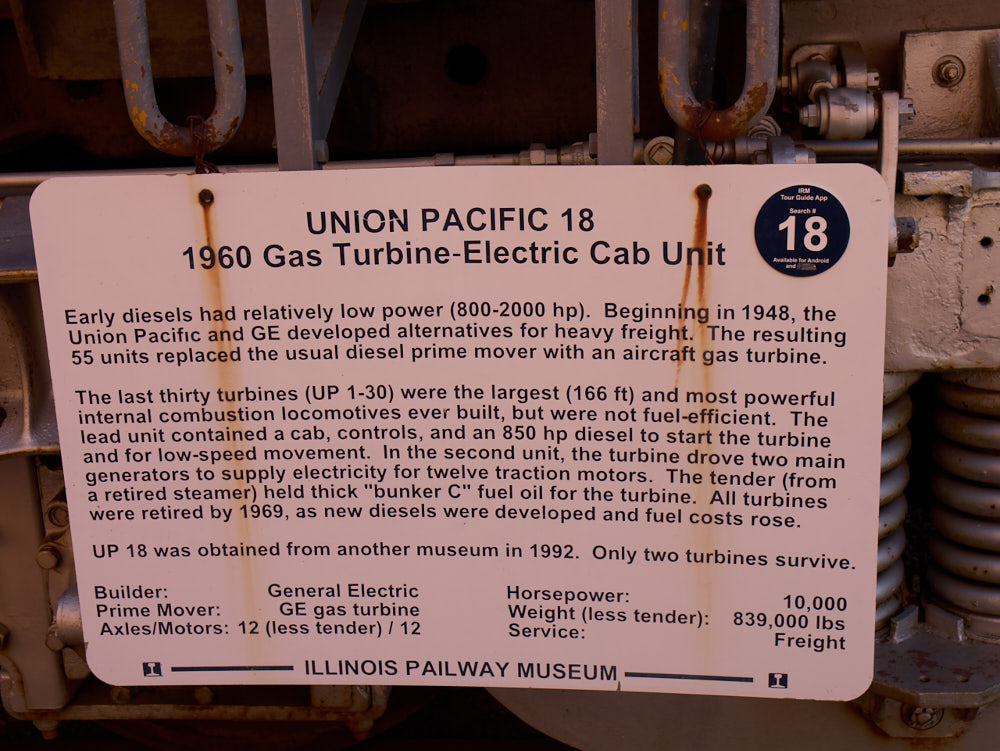 UNION PACIFIC 18
1960 Gas Turbine-Electric Cab Unit
IRM
Tour Guide App
Search #
18
Available for Android
and
Early diesels had relatively low power (800-2000 hp). Beginning in 1948, the
Union Pacific and GE developed alternatives for heavy freight. The resulting
55 units replaced the usual diesel prime mover with an aircraft gas turbine.
The last thirty turbines (UP 1-30) were the largest (166 ft) and most powerful
internal combustion locomotives ever built, but were not fuel-efficient. The
lead unit contained a cab, controls, and an 850 hp diesel to start the turbine
and for low-speed movement. In the second unit, the turbine drove two main
generators to supply electricity for twelve traction motors. The tender (from
a retired steamer) held thick "bunker C" fuel oil for the turbine. All turbines
were retired by 1969, as new diesels were developed and fuel costs rose.
UP 18 was obtained from another museum in 1992. Only two turbines survive.
Builder: General Electric
Prime Mover: GE gas turbine
Axles/Motors: 12 (less tender) / 12
Horsepower: 10,000
Weight (less tender): 839,000 lbs
Service: Freight
ILLINOIS PAILWAY MUSEUM